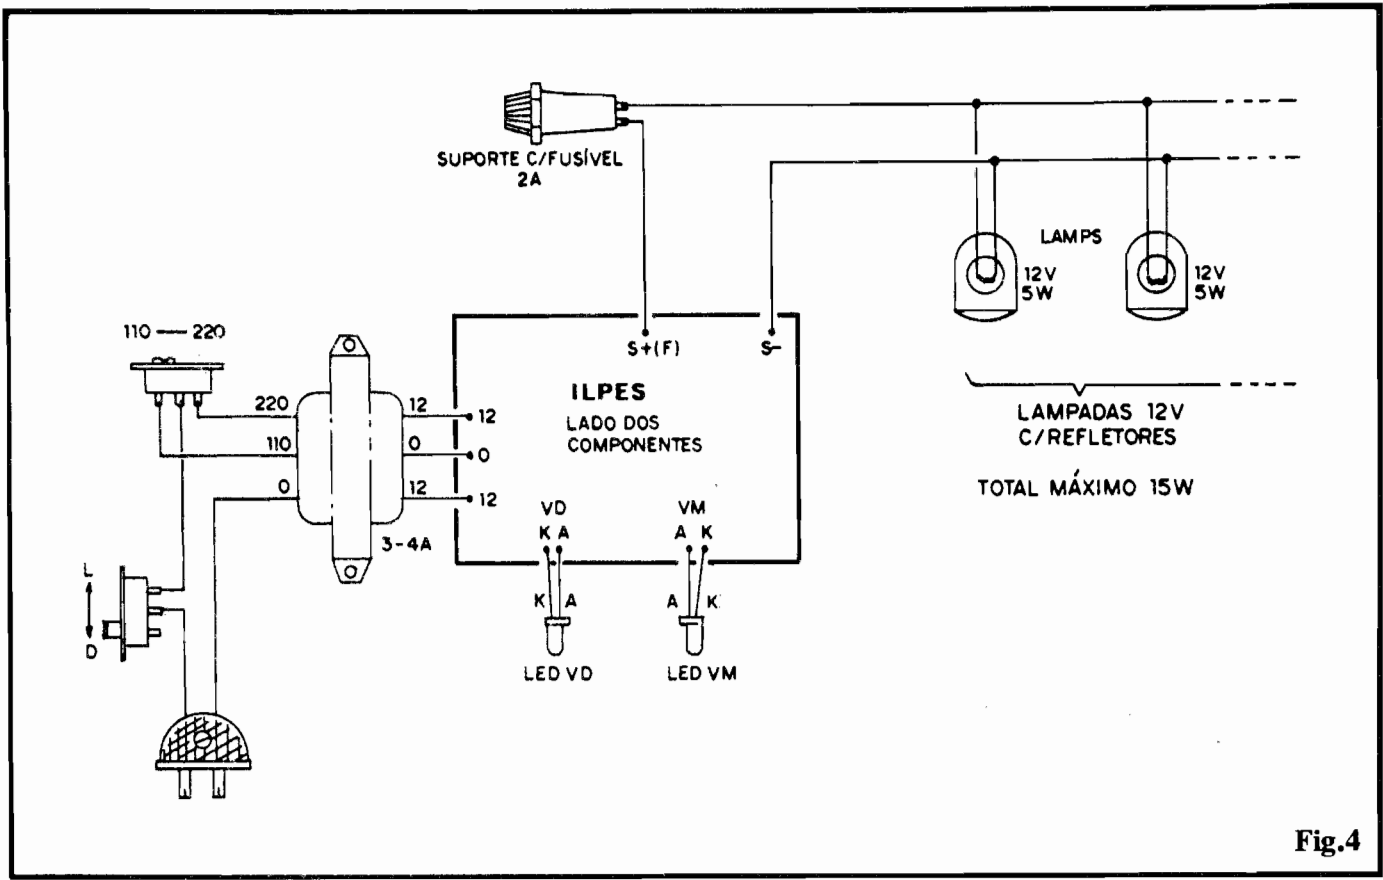 SUPORTE C/FUSÍVEL
2A
LAMPS
12V
5W
12V
5W
110 — 220
S+(F)
S-
ILPES
LADO DOS
COMPONENTES
220
110
0
12
0
12
12
0
12
3-4A
LAMPADAS 12V
C/REFLETORES
TOTAL MÁXIMO 15W
VD
K A
VM
A K
K A
A K
LED VD
LED VM
L
D
Fig.4